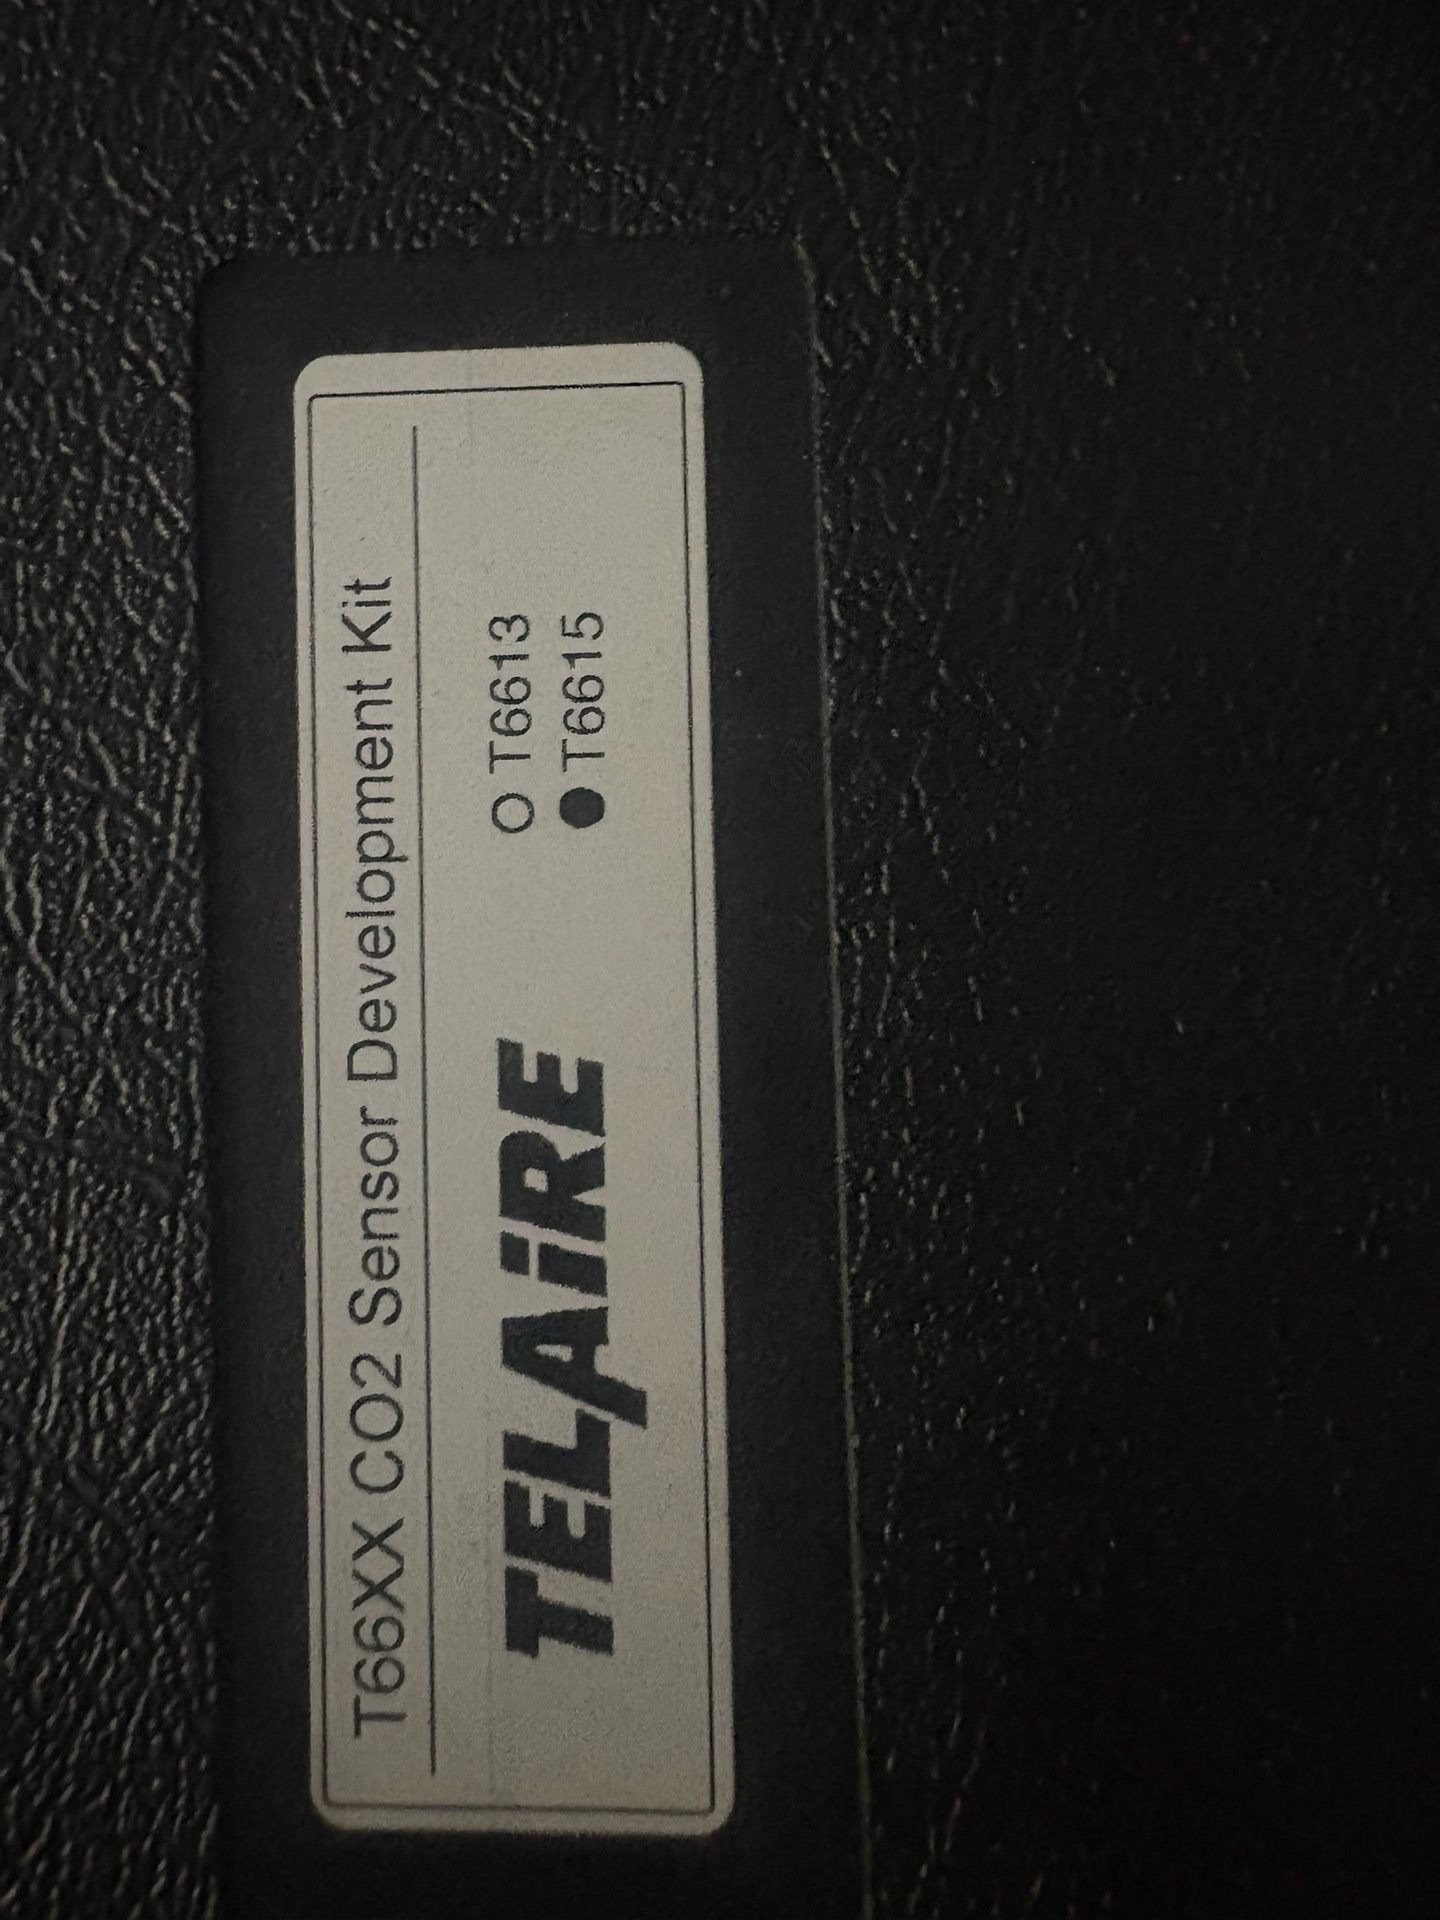 T66XX CO2 Sensor Development Kit
TELAiRE
○ T6613
● T6615